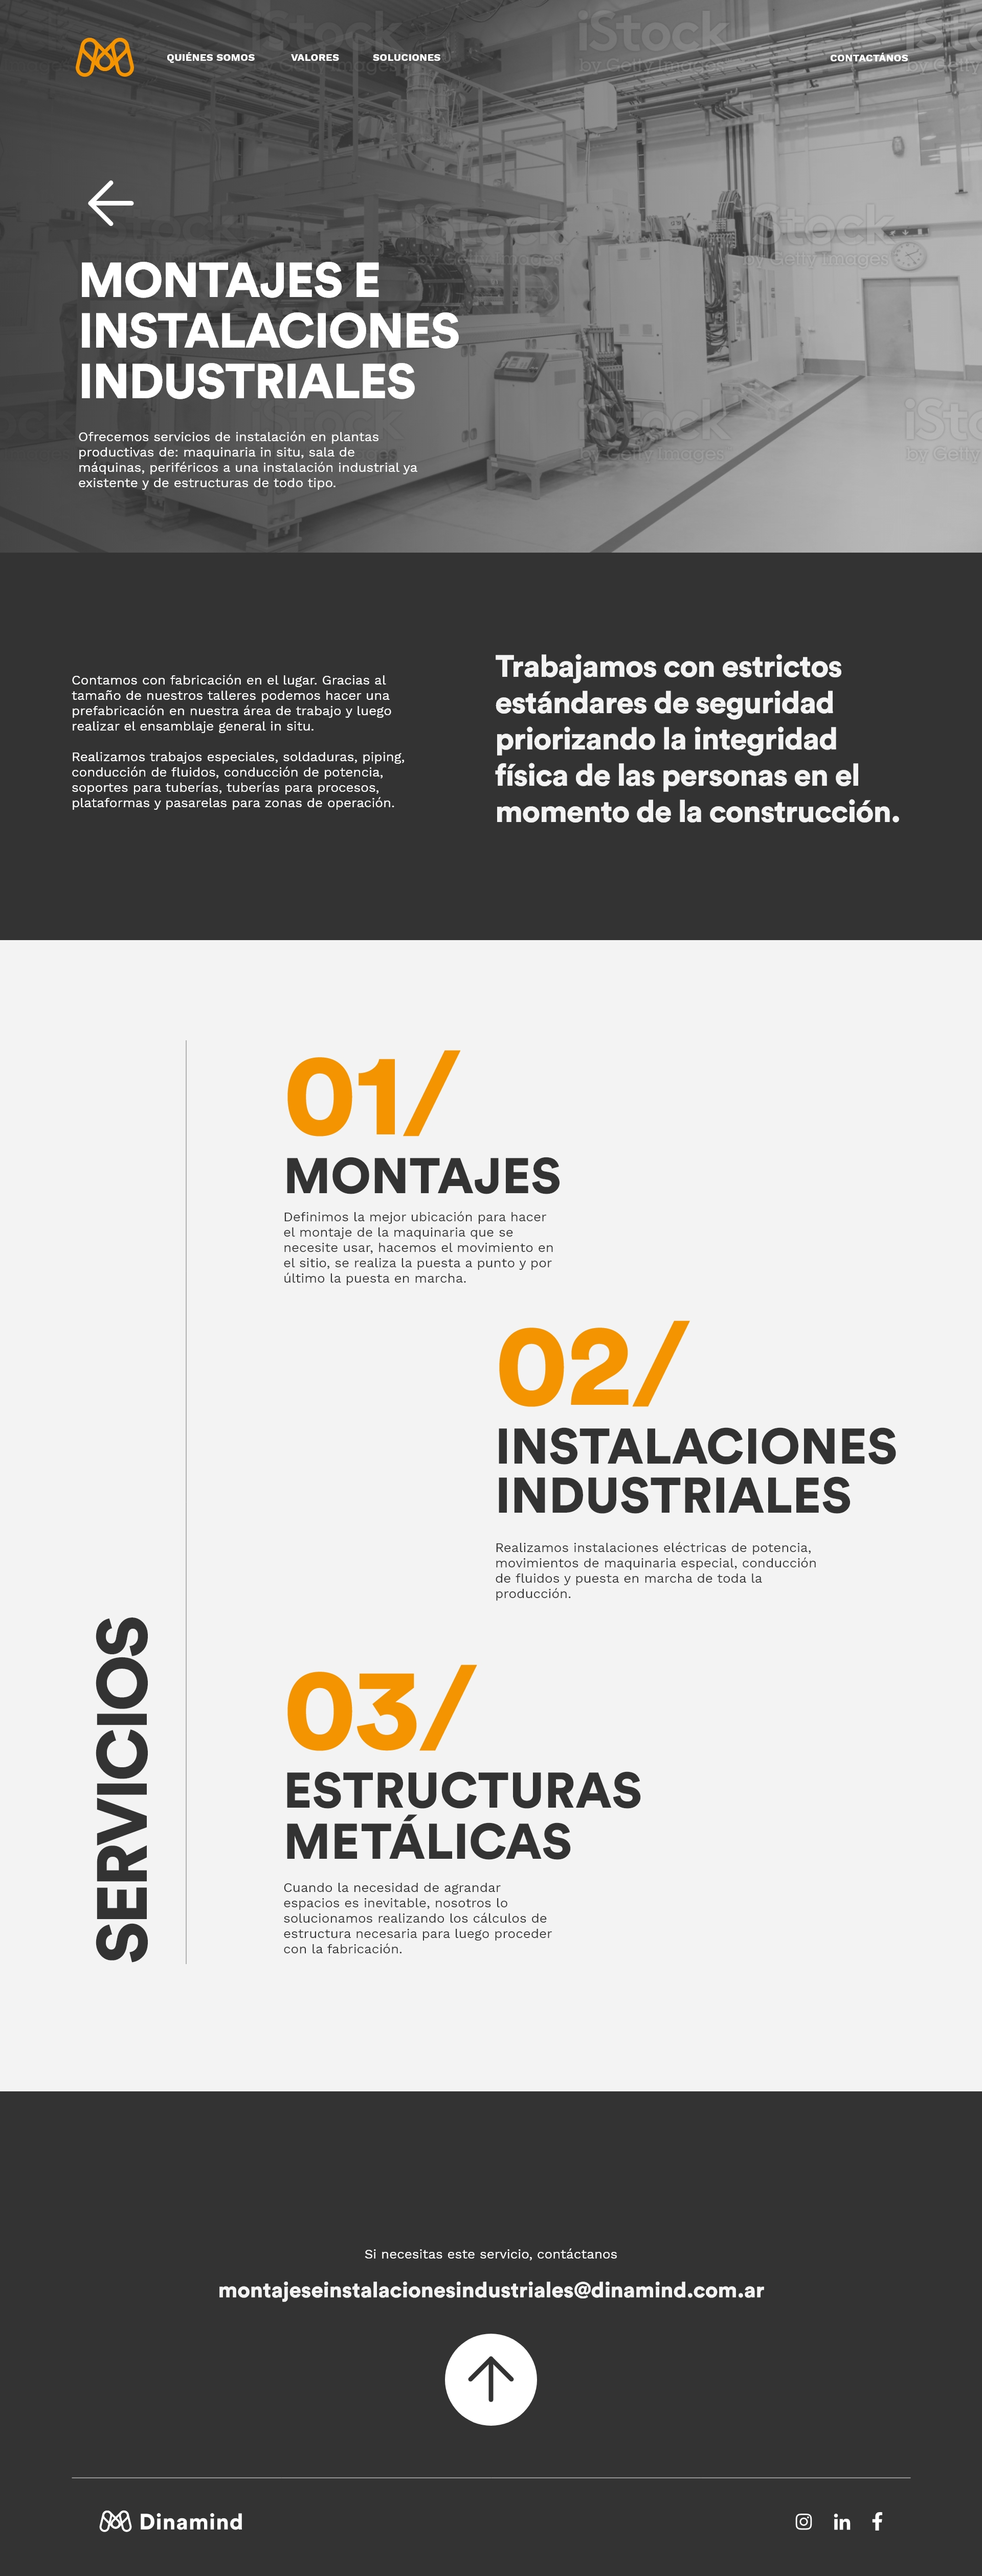 QUIÉNES SOMOS
VALORES
SOLUCIONES
CONTACTÁNOS
iStock
by Getty Images
iStock
by Getty Images
iStock
by Getty Images
MONTAJES E
INSTALACIONES
INDUSTRIALES
Ofrecemos servicios de instalación en plantas
productivas de: maquinaria in situ, sala de
máquinas, periféricos a una instalación industrial ya
existente y de estructuras de todo tipo.
Contamos con fabricación en el lugar. Gracias al
tamaño de nuestros talleres podemos hacer una
prefabricación en nuestra área de trabajo y luego
realizar el ensamblaje general in situ.
Realizamos trabajos especiales, soldaduras, piping,
conducción de fluidos, conducción de potencia,
soportes para tuberías, tuberías para procesos,
plataformas y pasarelas para zonas de operación.
Trabajamos con estrictos
estándares de seguridad
priorizando la integridad
física de las personas en el
momento de la construcción.
SERVICIOS
01/
MONTAJES
Definimos la mejor ubicación para hacer
el montaje de la maquinaria que se
necesite usar, hacemos el movimiento en
el sitio, se realiza la puesta a punto y por
último la puesta en marcha.
02/
INSTALACIONES
INDUSTRIALES
Realizamos instalaciones eléctricas de potencia,
movimientos de maquinaria especial, conducción
de fluidos y puesta en marcha de toda la
producción.
03/
ESTRUCTURAS
METÁLICAS
Cuando la necesidad de agrandar
espacios es inevitable, nosotros lo
solucionamos realizando los cálculos de
estructura necesaria para luego proceder
con la fabricación.
Si necesitas este servicio, contáctanos
montajeseinstalacionesindustriales@dinamind.com.ar
Dinamind